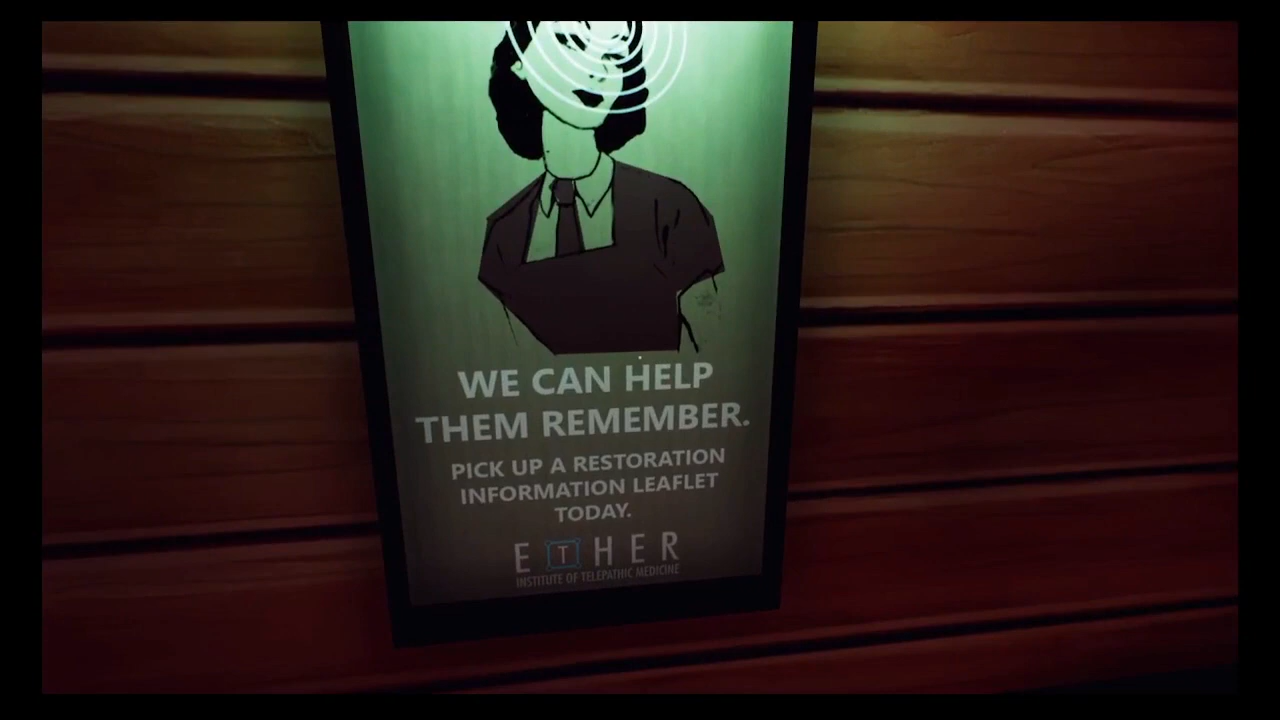 WE CAN HELP
THEM REMEMBER.
PICK UP A RESTORATION
INFORMATION LEAFLET
TODAY.
ETHER
INSTITUTE OF TELEPATHIC MEDICINE